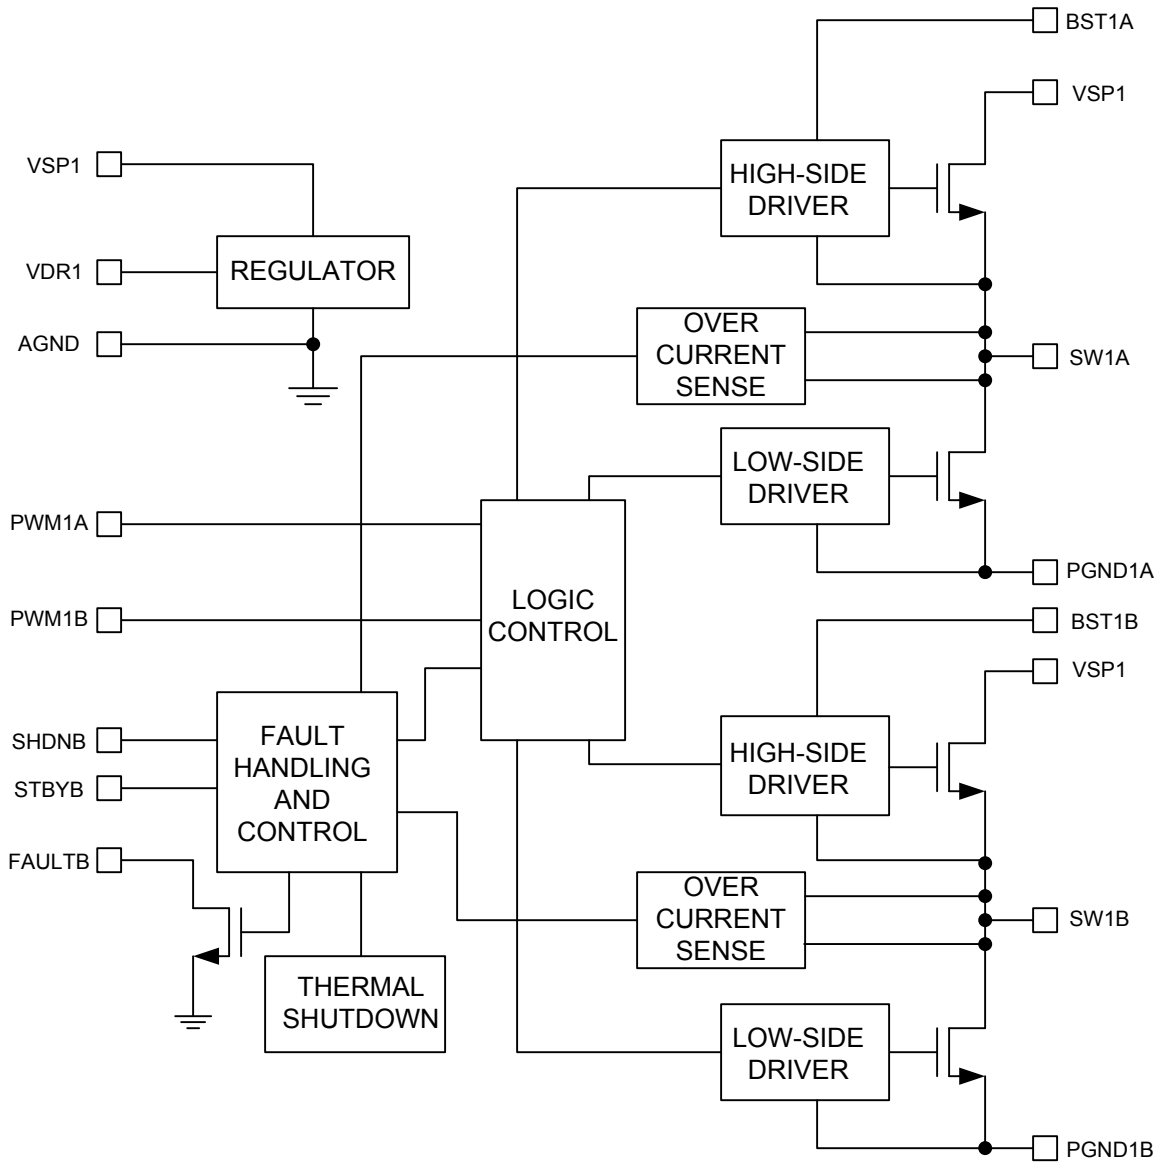 BST1A
VSP1
VSP1
HIGH-SIDE
DRIVER
VDR1
REGULATOR
AGND
OVER
CURRENT
SENSE
SW1A
LOW-SIDE
DRIVER
PWM1A
PGND1A
PWM1B
LOGIC
CONTROL
BST1B
VSP1
SHDNB
STBYB
FAULT
HANDLING
AND
CONTROL
HIGH-SIDE
DRIVER
FAULTB
OVER
CURRENT
SENSE
SW1B
THERMAL
SHUTDOWN
LOW-SIDE
DRIVER
PGND1B